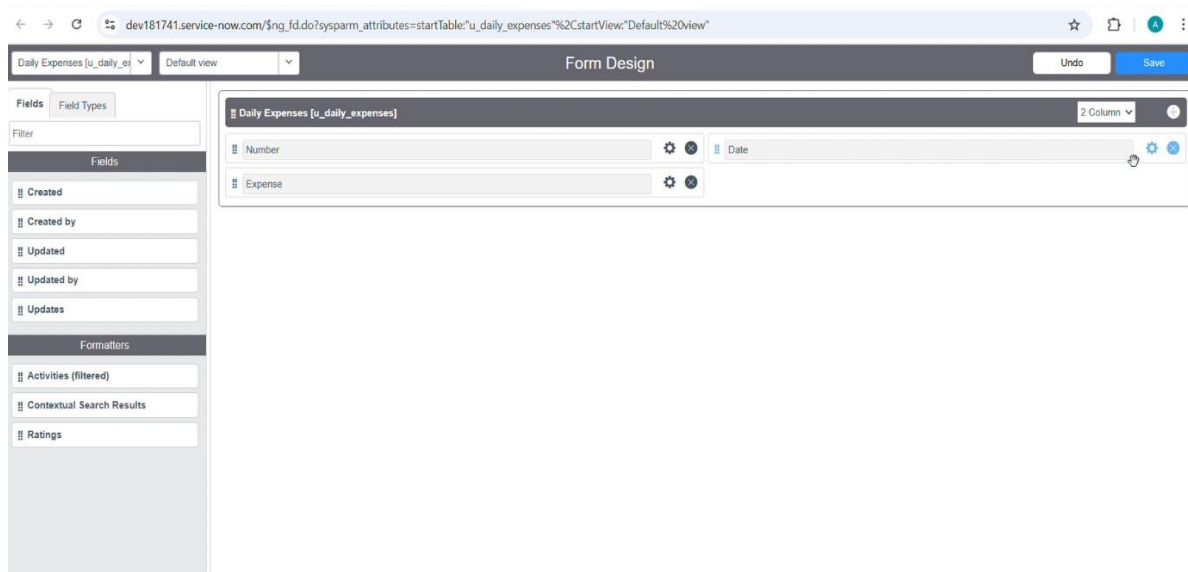 dev181741.service-now.com/$ng_fd.do?sysparm_attributes=startTable:"u_daily_expenses"%2CstartView:"Default%20view"
A
Daily Expenses [u_daily_ex
Default view
Form Design
Undo
Save
Fields
Field Types
Filter
Fields
Created
Created by
Updated
Updated by
Updates
Formatters
Activities (filtered)
Contextual Search Results
Ratings
Daily Expenses [u_daily_expenses]
2 Column
Number
Date
Expense